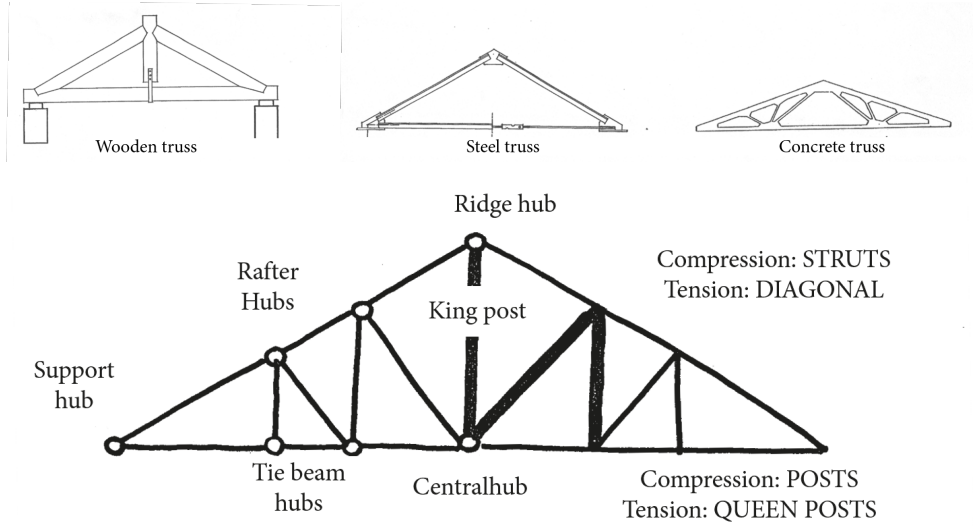 Wooden truss
Steel truss
Concrete truss
Ridge hub
Rafter
Hubs
Compression: STRUTS
Tension: DIAGONAL
King post
Support
hub
Tie beam
hubs
Centralhub
Compression: POSTS
Tension: QUEEN POSTS